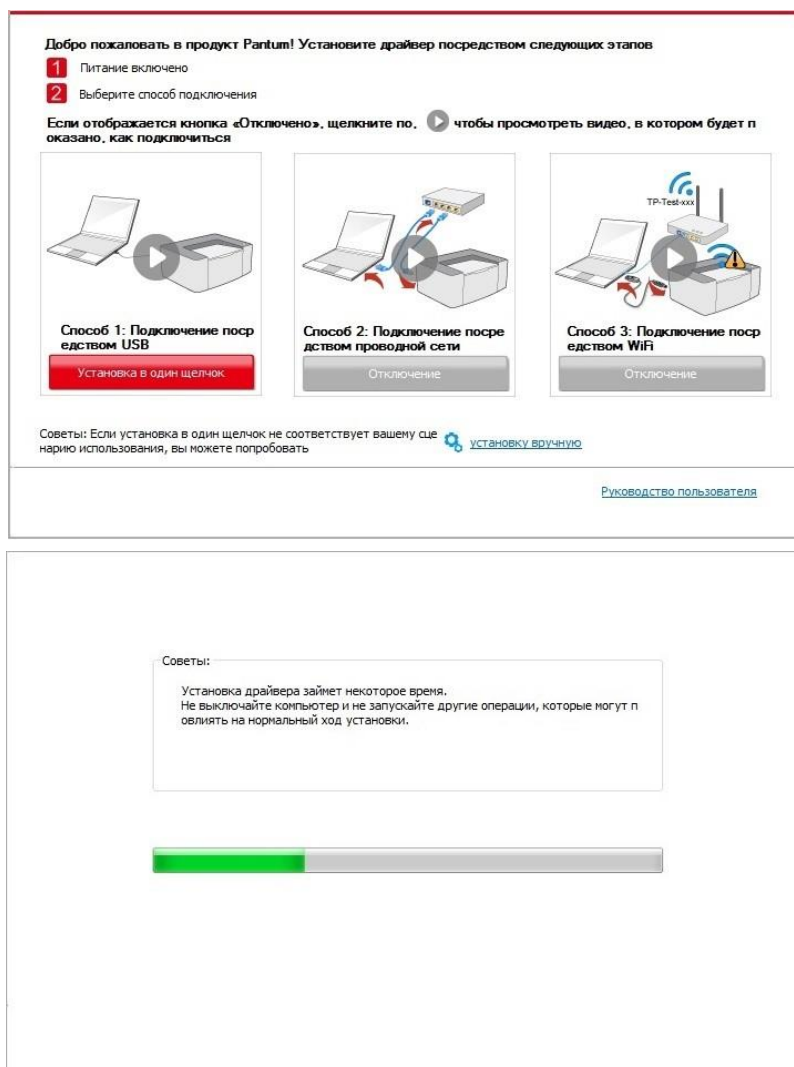 Добро пожаловать в продукт Pantum! Установите драйвер посредством следующих этапов
1 Питание включено
2 Выберите способ подключения
Если отображается кнопка «Отключено», щелкните по, чтобы просмотреть видео, в котором будет п
оказано, как подключиться
TP-Test-xxx
Способ 1: Подключение поср
едством USB
Установка в один щелчок
Способ 2: Подключение посре
дством проводной сети
Отключение
Способ 3: Подключение поср
едством WiFi
Отключение
Советы: Если установка в один щелчок не соответствует вашему сце
нарию использования, вы можете попробовать
установку вручную
Руководство пользователя
Советы:
Установка драйвера займет некоторое время.
Не выключайте компьютер и не запускайте другие операции, которые могут п
овлиять на нормальный ход установки.